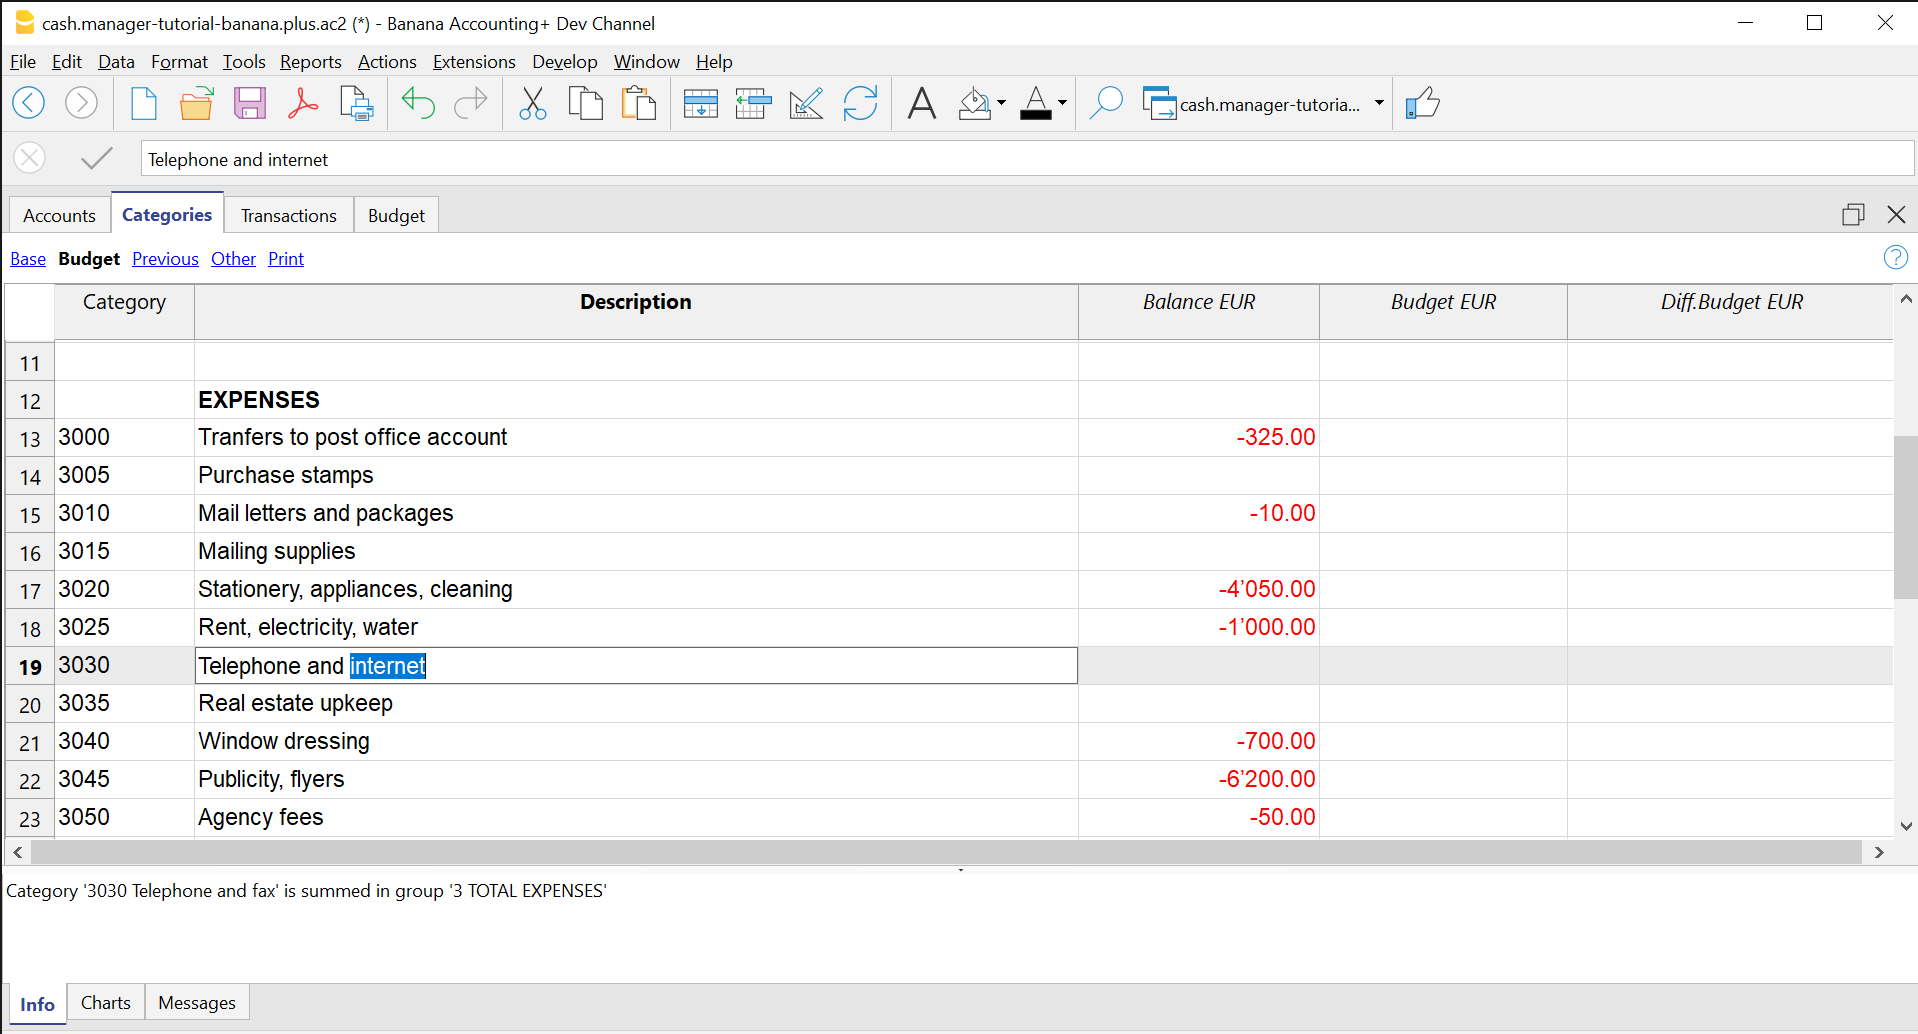 cash.manager-tutorial-banana.plus.ac2 (*) - Banana Accounting+ Dev Channel
File Edit Data Format Tools Reports Actions Extensions Develop Window Help
A A cash.manager-tutoria...
Telephone and internet
Accounts Categories Transactions Budget
Base Budget Previous Other Print ?
Category Description Balance EUR Budget EUR Diff.Budget EUR
11
12 EXPENSES
13 3000 Tranfers to post office account -325.00
14 3005 Purchase stamps
15 3010 Mail letters and packages -10.00
16 3015 Mailing supplies
17 3020 Stationery, appliances, cleaning -4’050.00
18 3025 Rent, electricity, water -1’000.00
19 3030 Telephone and internet
20 3035 Real estate upkeep
21 3040 Window dressing -700.00
22 3045 Publicity, flyers -6’200.00
23 3050 Agency fees -50.00
Category '3030 Telephone and fax' is summed in group '3 TOTAL EXPENSES'
Info Charts Messages